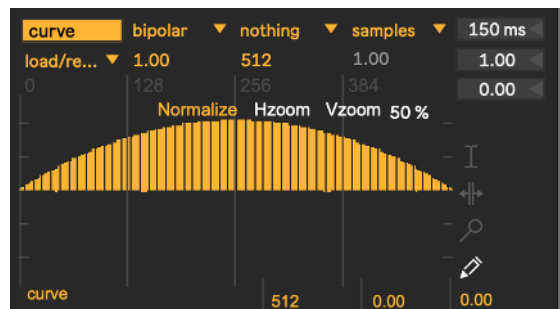 curve bipolar nothing samples 150 ms
load/re... 1.00 512 1.00 1.00
0 128 256 384 0.00
Normalize Hzoom Vzoom 50 %
curve 512 0.00 0.00